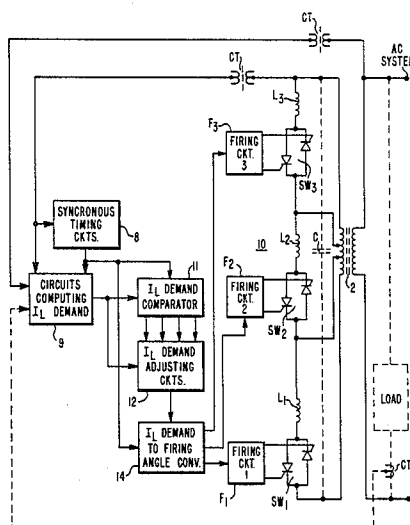 CT
CT
AC
SYSTEM
L3
F3
FIRING
CKT.
3
SW3
SYNCRONOUS
TIMING
CKTS.
8
10
C
L2
2
11
F2
CIRCUITS
COMPUTING
IL DEMAND
9
IL DEMAND
COMPARATOR
FIRING
CKT.
2
SW2
IL DEMAND
ADJUSTING
CKTS.
12
LOAD
L1
IL DEMAND
TO FIRING
ANGLE CONV.
14
FIRING
CKT.
1
F1
SW1
CT